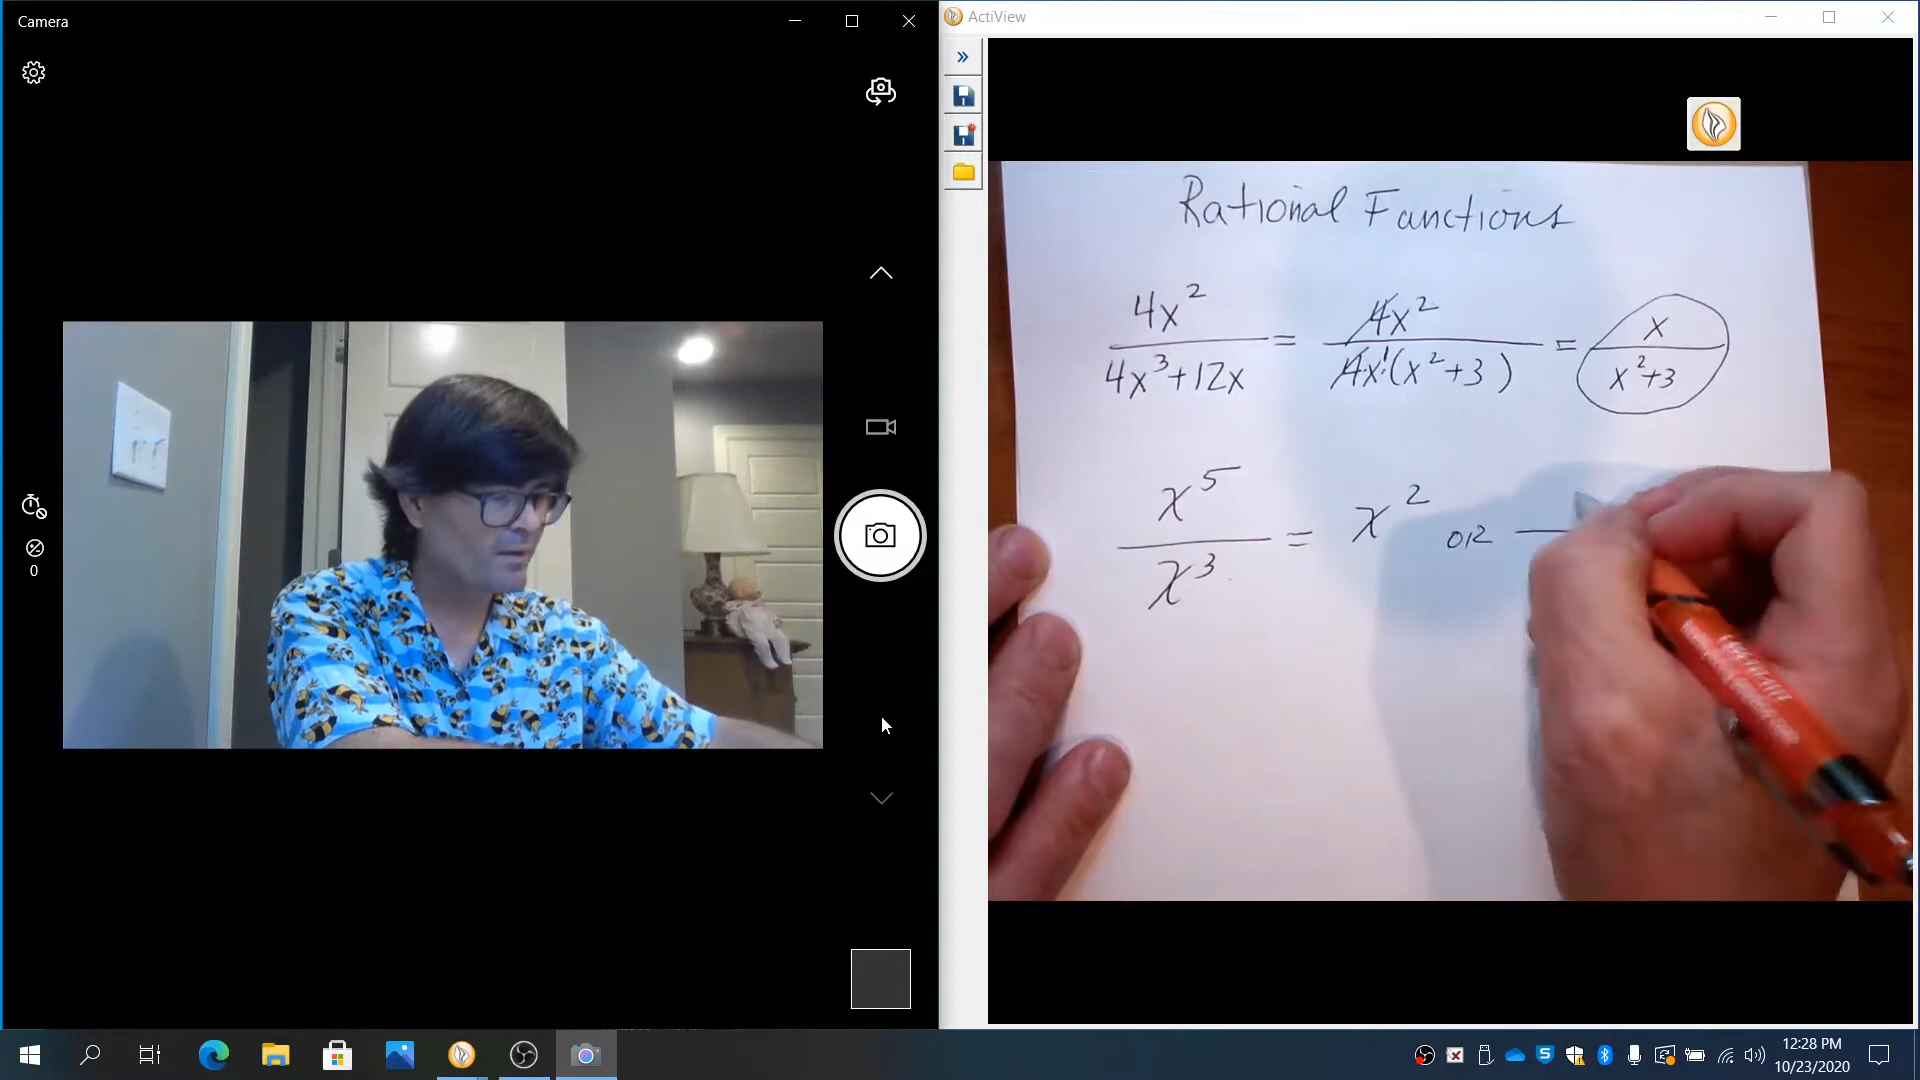 Camera
ActiView
0
Rational Functions
4x² / 4x³+12x = 4x² / 4x¹(x²+3) = x / x²+3
x⁵ / x³ = x² OR
12:28 PM
10/23/2020